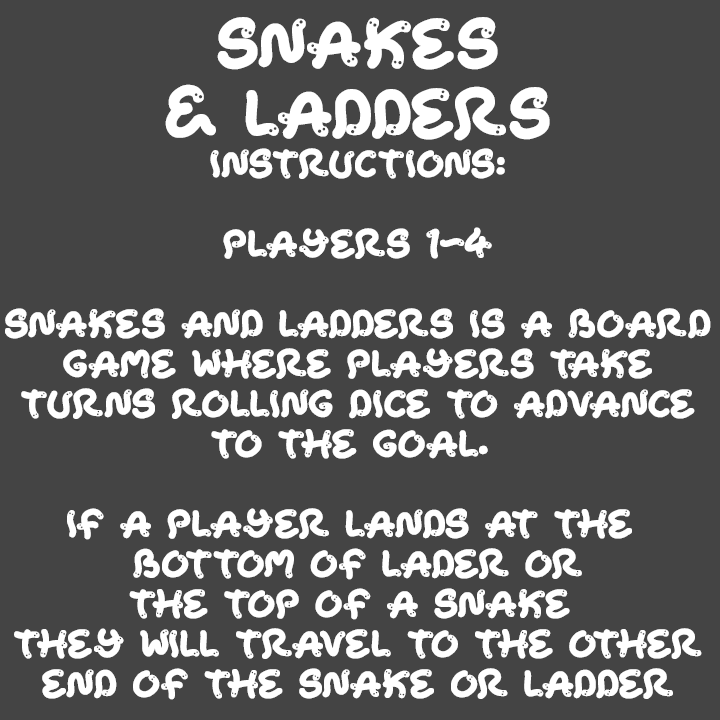 SNAKES
& LADDERS
INSTRUCTIONS:
PLAYERS 1-4
SNAKES AND LADDERS IS A BOARD
GAME WHERE PLAYERS TAKE
TURNS ROLLING DICE TO ADVANCE
TO THE GOAL.
IF A PLAYER LANDS AT THE
BOTTOM OF LADER OR
THE TOP OF A SNAKE
THEY WILL TRAVEL TO THE OTHER
END OF THE SNAKE OR LADDER